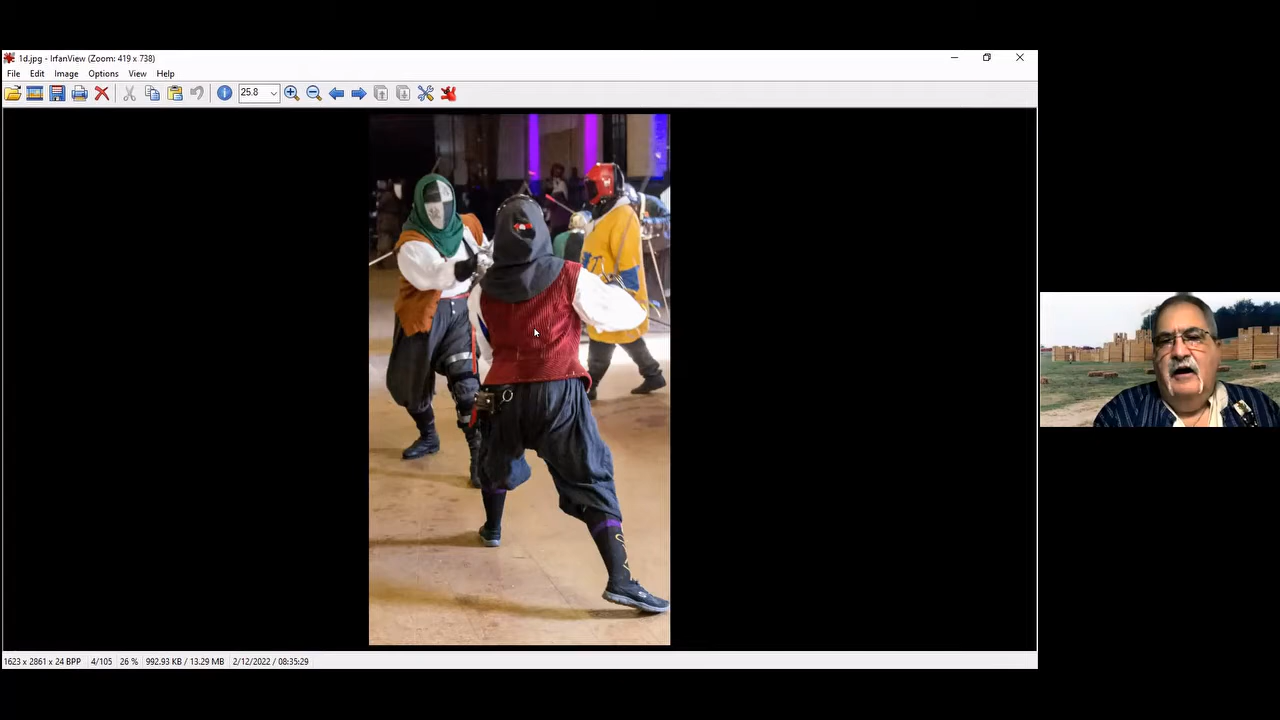 1d.jpg - IrfanView (Zoom: 419 x 738)
File Edit Image Options View Help
25.8
1623 x 2861 x 24 BPP 4/105 26 % 992.93 KB / 13.29 MB 2/12/2022 / 08:35:29